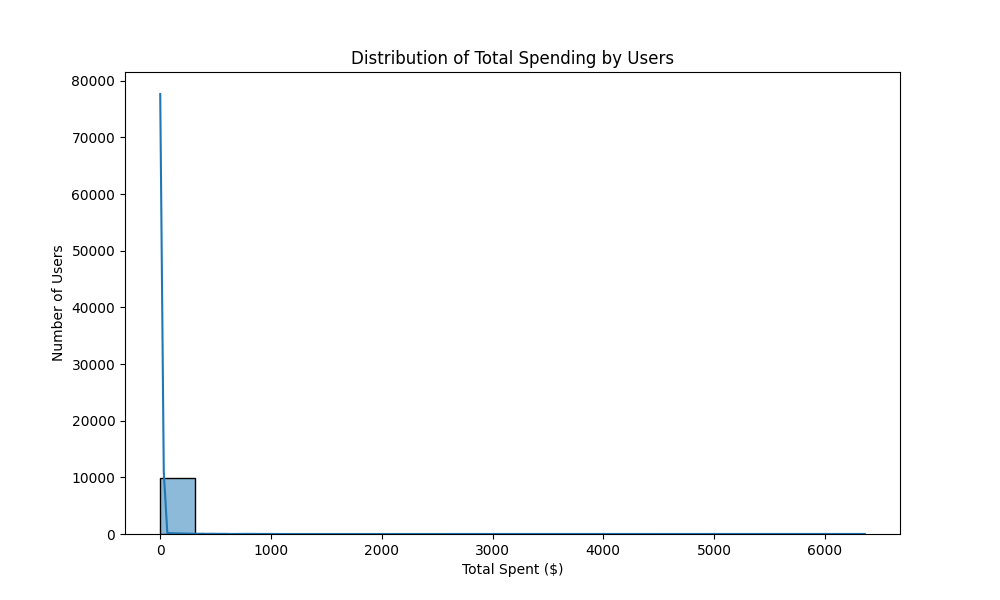 Distribution of Total Spending by Users
80000
70000
60000
50000
40000
30000
20000
10000
0
Number of Users
0 1000 2000 3000 4000 5000 6000
Total Spent ($)